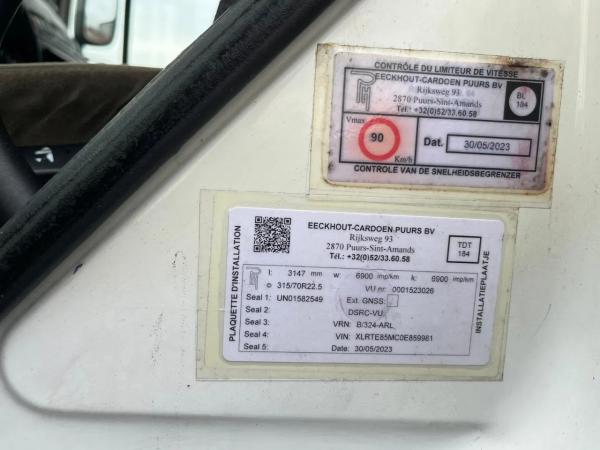 CONTRÔLE DU LIMITEUR DE VITESSE
EECKHOUT-CARDOEN PUURS BV
Rijksweg 93
2870 Puurs-Sint-Amands
Tél.: +32(0)52/33.60.58
BL
184
Vmax
90
Km/h
Dat. 30/05/2023
CONTROLE VAN DE SNELHEIDSBEGRENZER
PLAQUETTE D'INSTALLATION
EECKHOUT-CARDOEN PUURS BV
Rijksweg 93
2870 Puurs-Sint-Amands
Tél.: +32(0)52/33.60.58
TDT
184
INSTALLATIEPLAATJE
l: 3147 mm w: 6900 imp/km k: 6900 imp/km
315/70R22.5 VU nr: 0001523026
Seal 1: UN01582549 Ext. GNSS:
Seal 2: DSRC-VU:
Seal 3: VRN: B/324-ARL
Seal 4: VIN: XLRTE85MC0E859981
Seal 5: Date: 30/05/2023